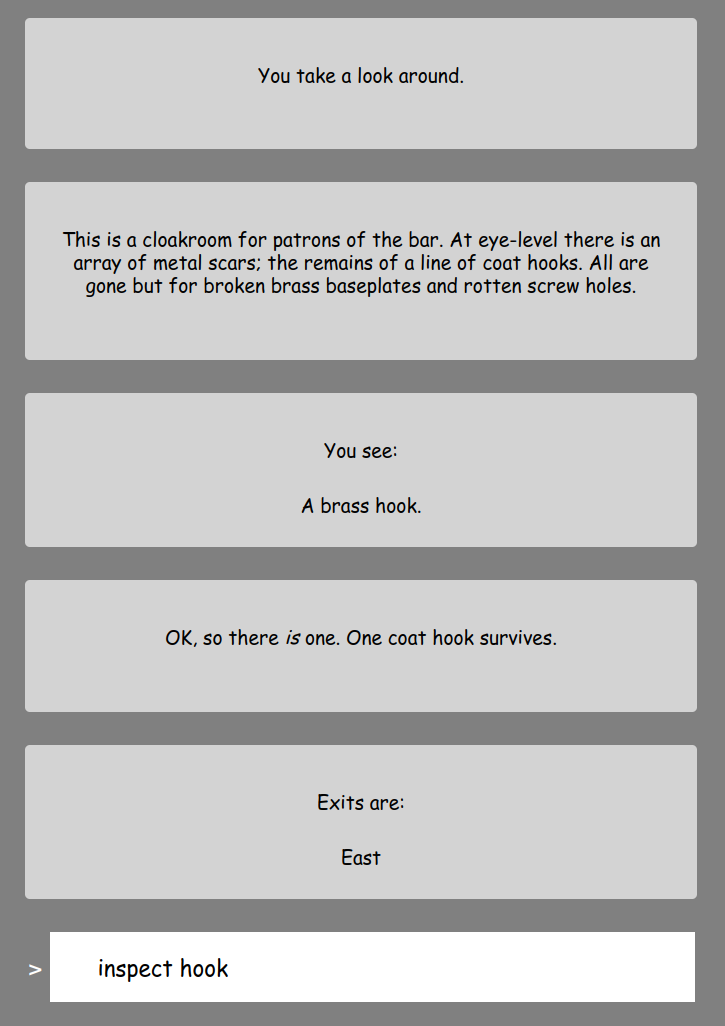 You take a look around.
This is a cloakroom for patrons of the bar. At eye-level there is an
array of metal scars; the remains of a line of coat hooks. All are
gone but for broken brass baseplates and rotten screw holes.
You see:
A brass hook.
OK, so there is one. One coat hook survives.
Exits are:
East
> inspect hook